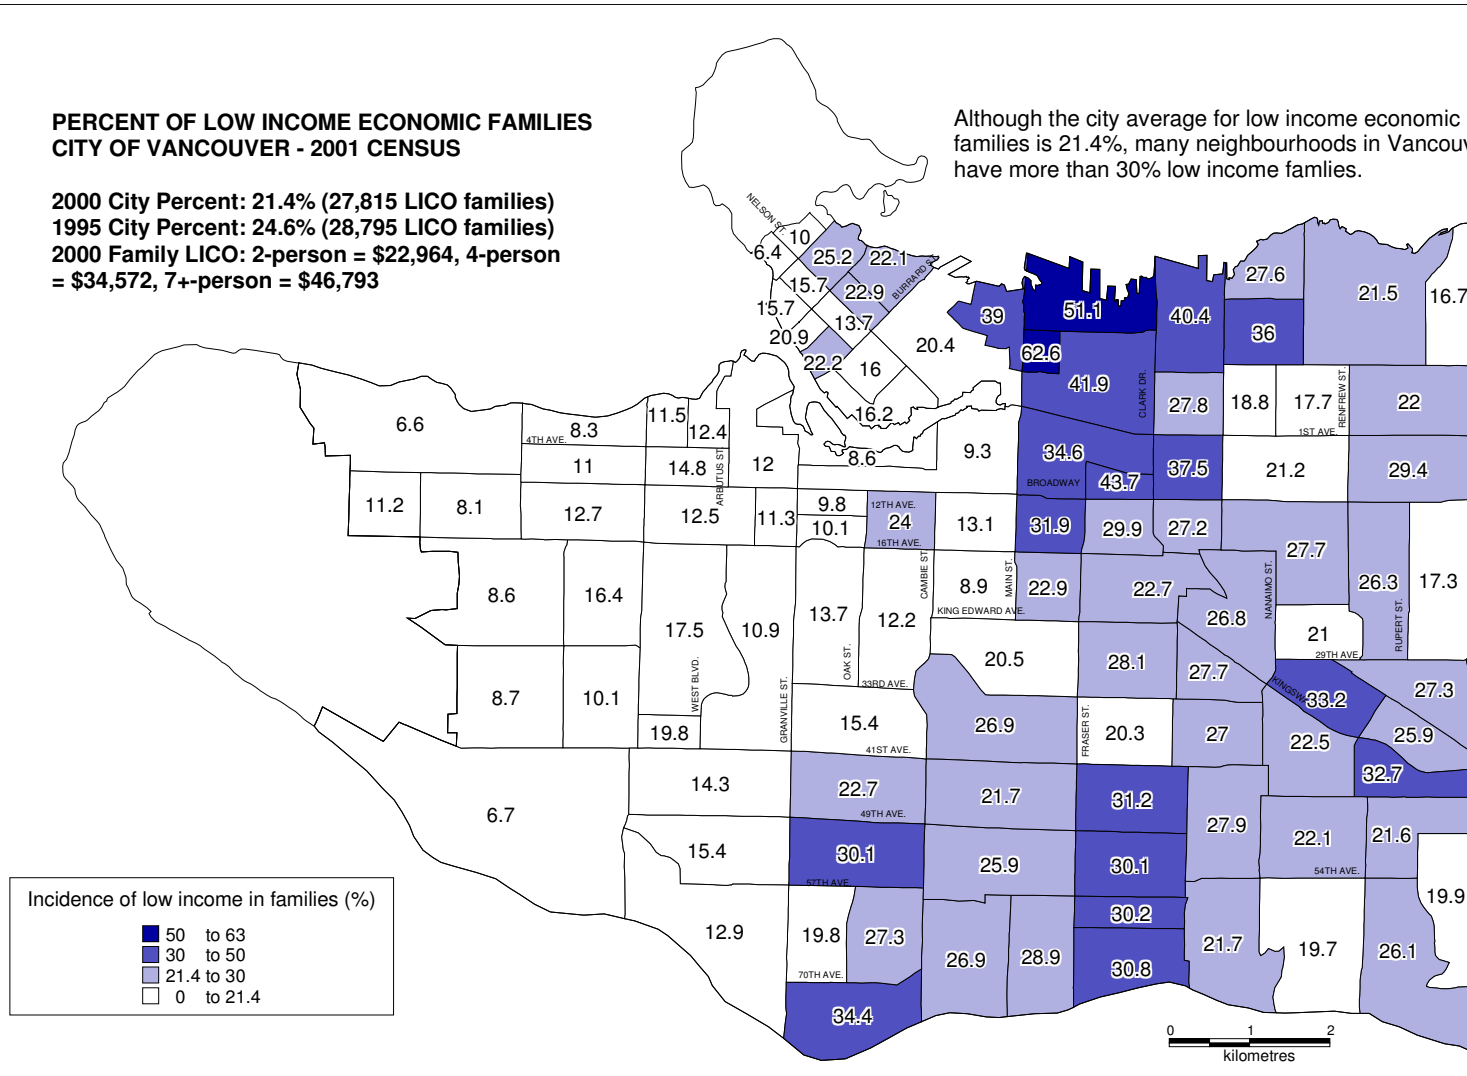 PERCENT OF LOW INCOME ECONOMIC FAMILIES
CITY OF VANCOUVER - 2001 CENSUS
2000 City Percent: 21.4% (27,815 LICO families)
1995 City Percent: 24.6% (28,795 LICO families)
2000 Family LICO: 2-person = $22,964, 4-person
= $34,572, 7+-person = $46,793
Although the city average for low income economic
families is 21.4%, many neighbourhoods in Vancouv
have more than 30% low income famlies.
NELSON ST.
10
6.4
25.2
22.1
BURRARD ST.
15.7
22.9
15.7
13.7
20.9
22.2
16
20.4
16.2
39
51.1
62.6
40.4
41.9
CLARK DR.
27.6
36
21.5
16.7
27.8
18.8
17.7
RENFREW ST.
1ST AVE.
22
6.6
8.3
4TH AVE.
11.5
12.4
11
14.8
ARBUTUS ST.
12
8.6
9.3
34.6
BROADWAY
43.7
37.5
21.2
29.4
11.2
8.1
12.7
12.5
11.3
9.8
10.1
12TH AVE.
24
16TH AVE.
13.1
31.9
29.9
27.2
27.7
26.3
RUPERT ST.
17.3
8.6
16.4
17.5
WEST BLVD.
10.9
GRANVILLE ST.
13.7
OAK ST.
12.2
33RD AVE.
CAMBIE ST.
8.9
MAIN ST.
KING EDWARD AVE.
22.9
22.7
26.8
NANAIMO ST.
21
29TH AVE.
8.7
10.1
19.8
20.5
28.1
27.7
KINGSW
33.2
27.3
15.4
41ST AVE.
26.9
FRASER ST.
20.3
27
22.5
25.9
32.7
6.7
14.3
22.7
49TH AVE.
21.7
31.2
27.9
22.1
54TH AVE.
21.6
15.4
30.1
57TH AVE.
25.9
30.1
19.9
12.9
19.8
70TH AVE.
27.3
26.9
28.9
30.2
30.8
21.7
19.7
26.1
34.4
Incidence of low income in families (%)
50 to 63
30 to 50
21.4 to 30
0 to 21.4
0 1 2
kilometres